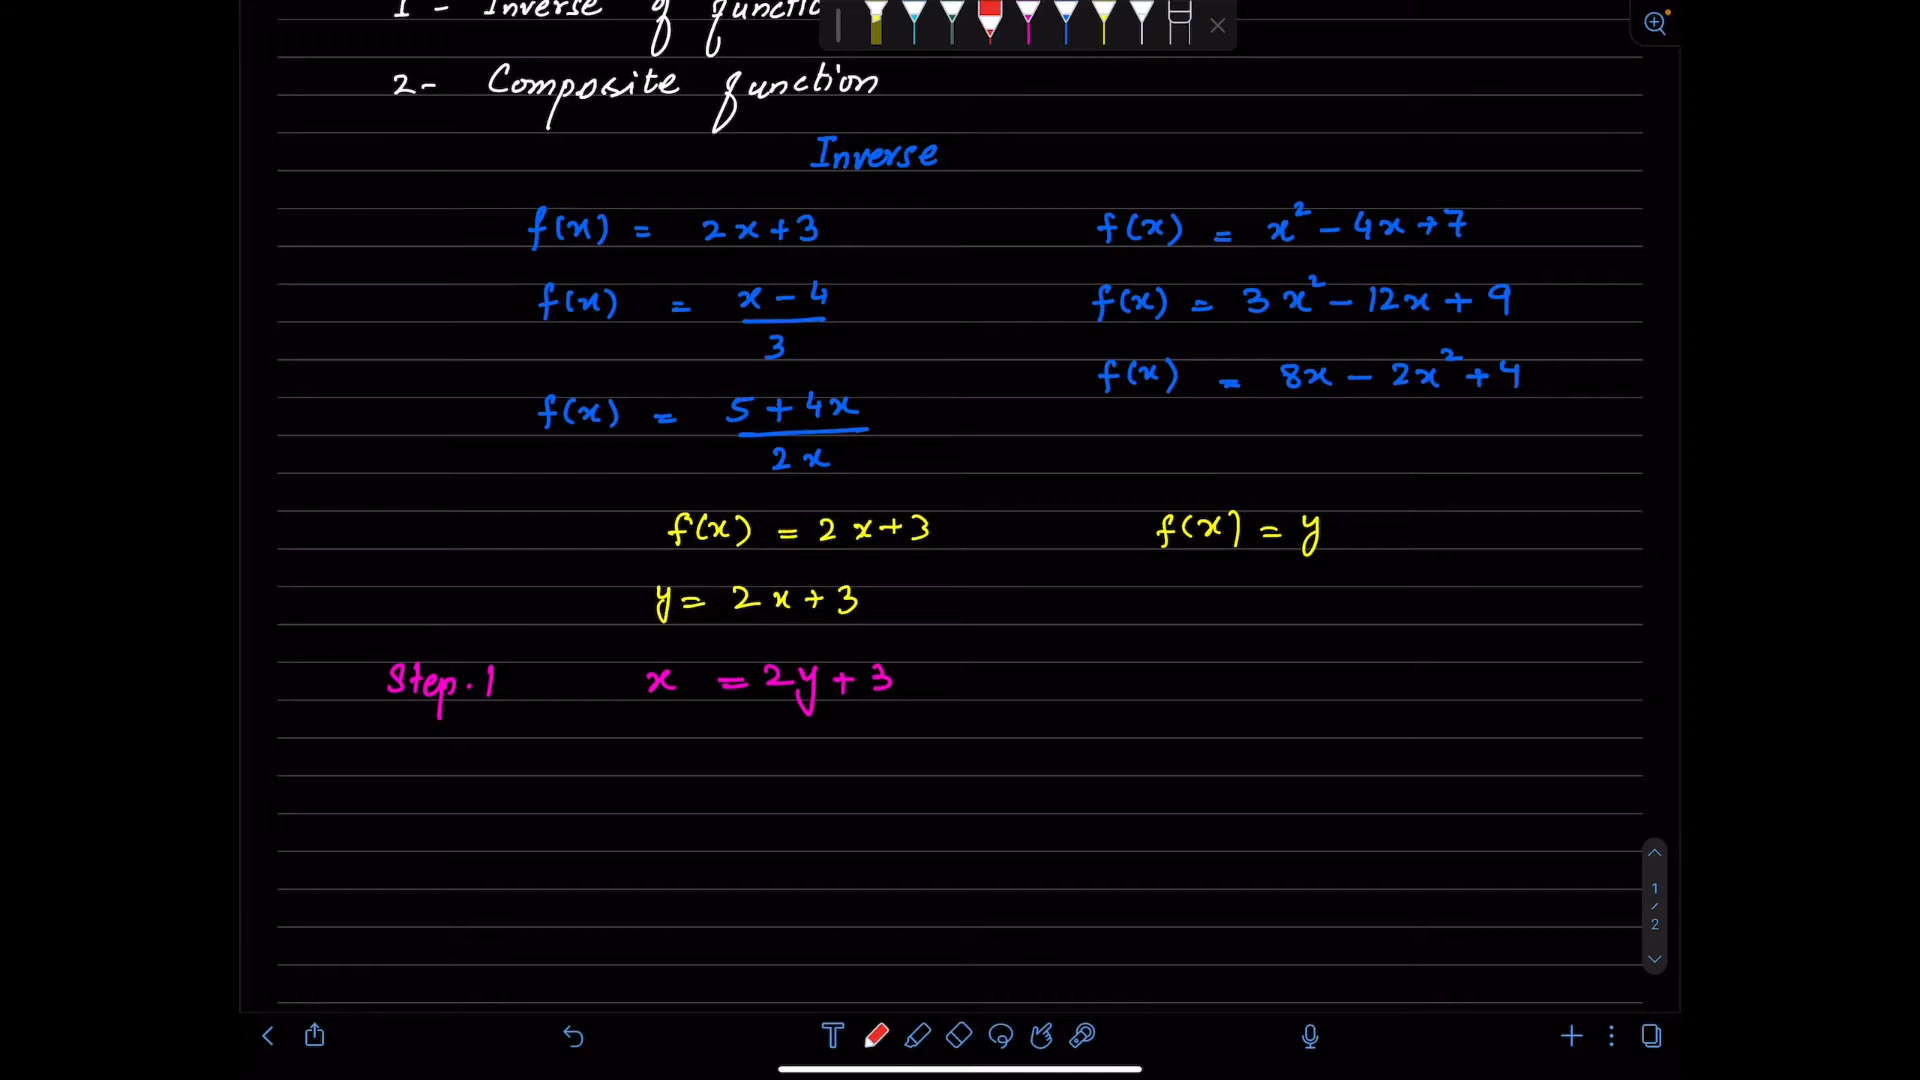 1 - Inverse of functio
2 - Composite function
Inverse
f(x) = 2x+3
f(x) = x-4/3
f(x) = 5+4x/2x
f(x) = x² - 4x + 7
f(x) = 3x² - 12x + 9
f(x) = 8x - 2x² + 4
f(x) = 2x+3
f(x) = y
y = 2x+3
Step.1 x = 2y+3
1
/
2
T